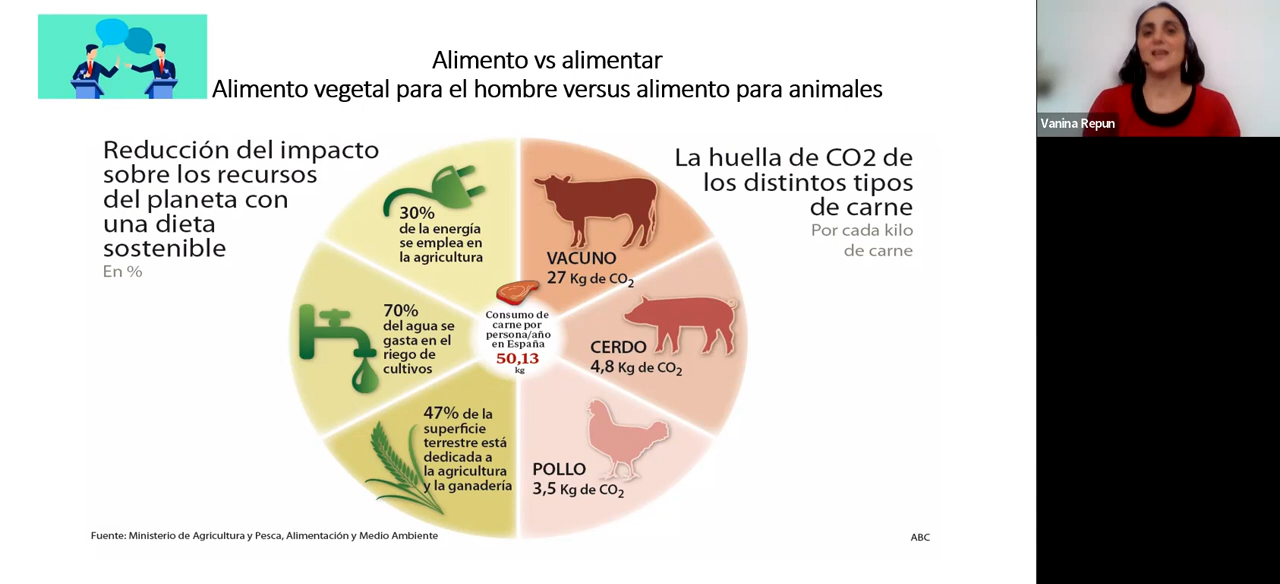 Alimento vs alimentar
Alimento vegetal para el hombre versus alimento para animales
Vanina Repun
Reducción del impacto
sobre los recursos
del planeta con
una dieta
sostenible
En %
30%
de la energía
se emplea en
la agricultura
70%
del agua se
gasta en el
riego de
cultivos
47% de la
superficie
terrestre está
dedicada a
la agricultura
y la ganadería
Consumo de
carne por
persona/año
en España
50,13
kg
La huella de CO2 de
los distintos tipos
de carne
Por cada kilo
de carne
VACUNO
27 Kg de CO₂
CERDO
4,8 Kg de CO₂
POLLO
3,5 Kg de CO₂
Fuente: Ministerio de Agricultura y Pesca, Alimentación y Medio Ambiente
ABC